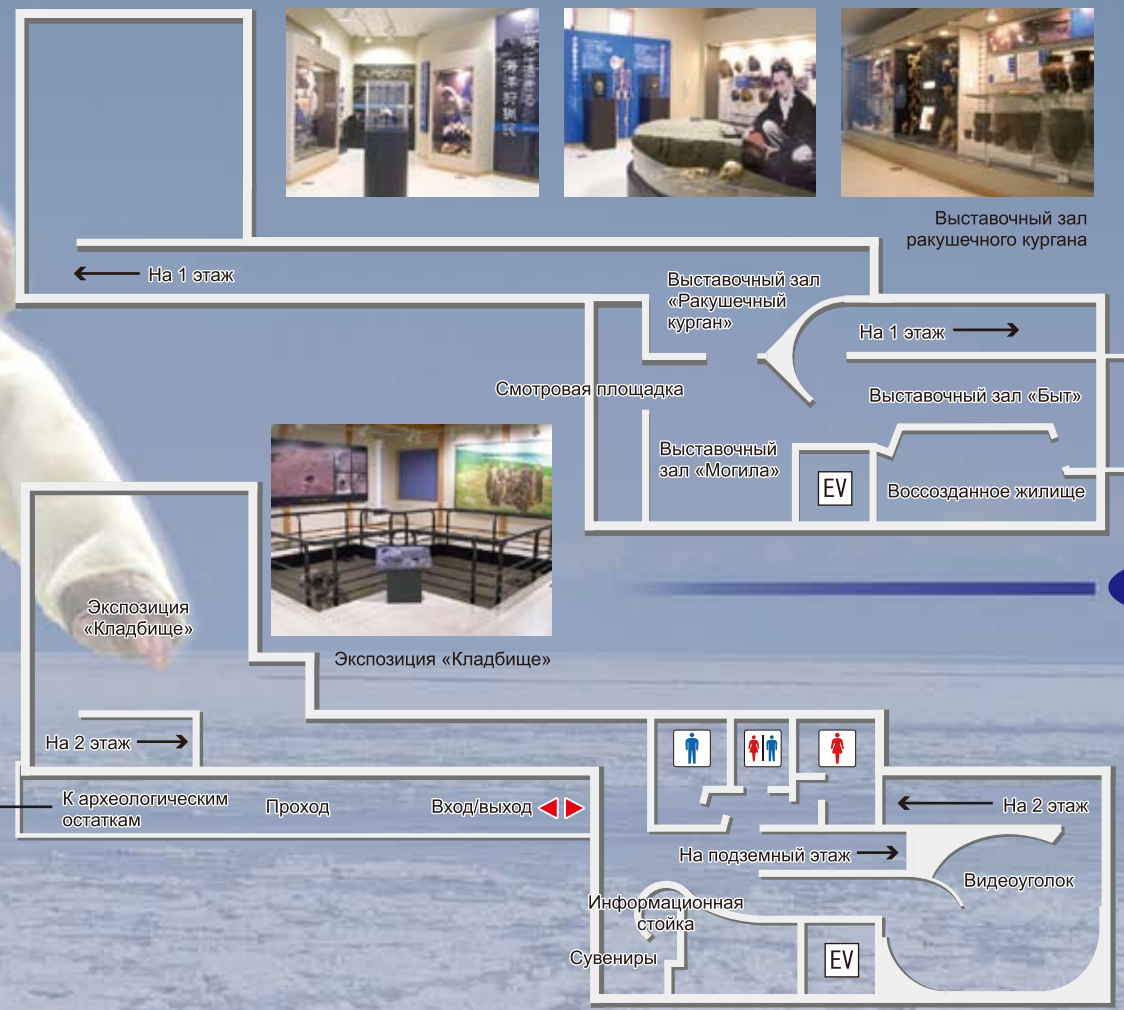 Выставочный зал
ракушечного кургана
На 1 этаж
Выставочный зал
«Ракушечный
курган»
На 1 этаж
Смотровая площадка
Выставочный зал «Быт»
Выставочный
зал «Могила»
EV
Воссозданное жилище
Экспозиция
«Кладбище»
Экспозиция «Кладбище»
На 2 этаж
К археологическим
остаткам
Проход
Вход/выход
На 2 этаж
На подземный этаж
Видеоуголок
Информационная
стойка
Сувениры
EV